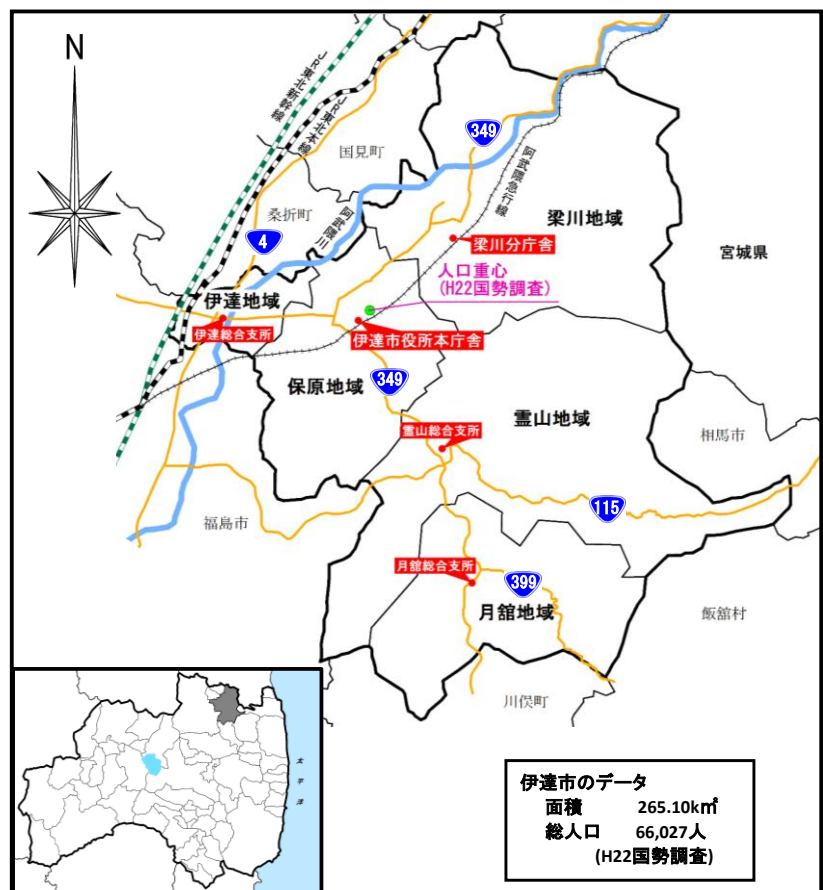 N
JR東北新幹線
JR東北本線
国見町
349
阿武隈急行線
桑折町
阿武隈川
梁川地域
4
梁川分庁舎
宮城県
人口重心
(H22国勢調査)
伊達地域
伊達総合支所
伊達市役所本庁舎
保原地域
349
霊山地域
霊山総合支所
相馬市
115
福島市
月舘総合支所
399
月舘地域
飯舘村
川俣町
太平洋
伊達市のデータ
面積 265.10k㎡
総人口 66,027人
(H22国勢調査)